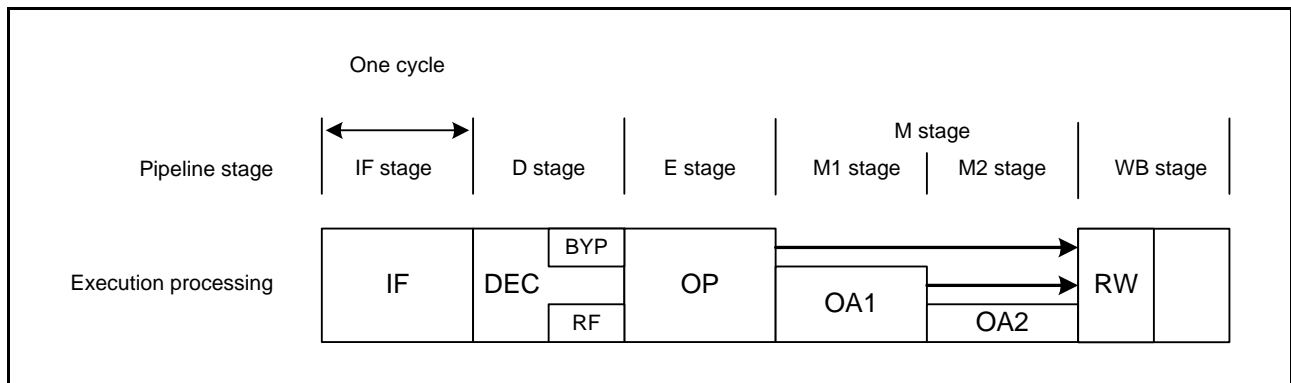 One cycle
M stage
Pipeline stage IF stage D stage E stage M1 stage M2 stage WB stage
BYP
Execution processing IF DEC OP OA1 RW
RF OA2